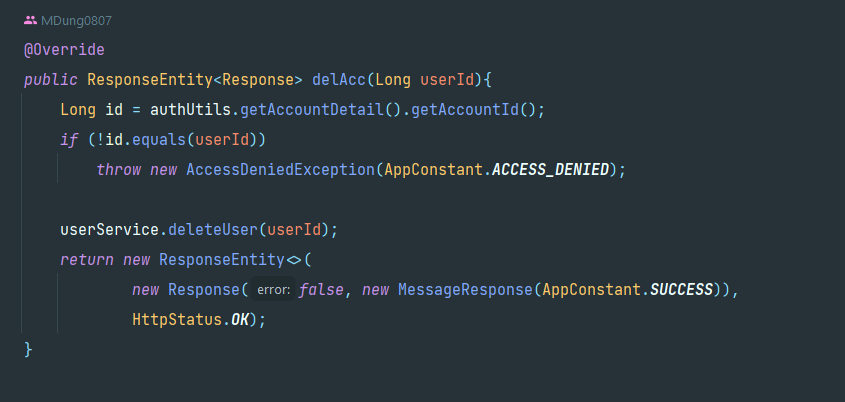 MDung0807
@Override
public ResponseEntity<Response> delAcc(Long userId){
Long id = authUtils.getAccountDetail().getAccountId();
if (!id.equals(userId))
throw new AccessDeniedException(AppConstant.ACCESS_DENIED);
userService.deleteUser(userId);
return new ResponseEntity<>(
new Response( error: false, new MessageResponse(AppConstant.SUCCESS)),
HttpStatus.OK);
}